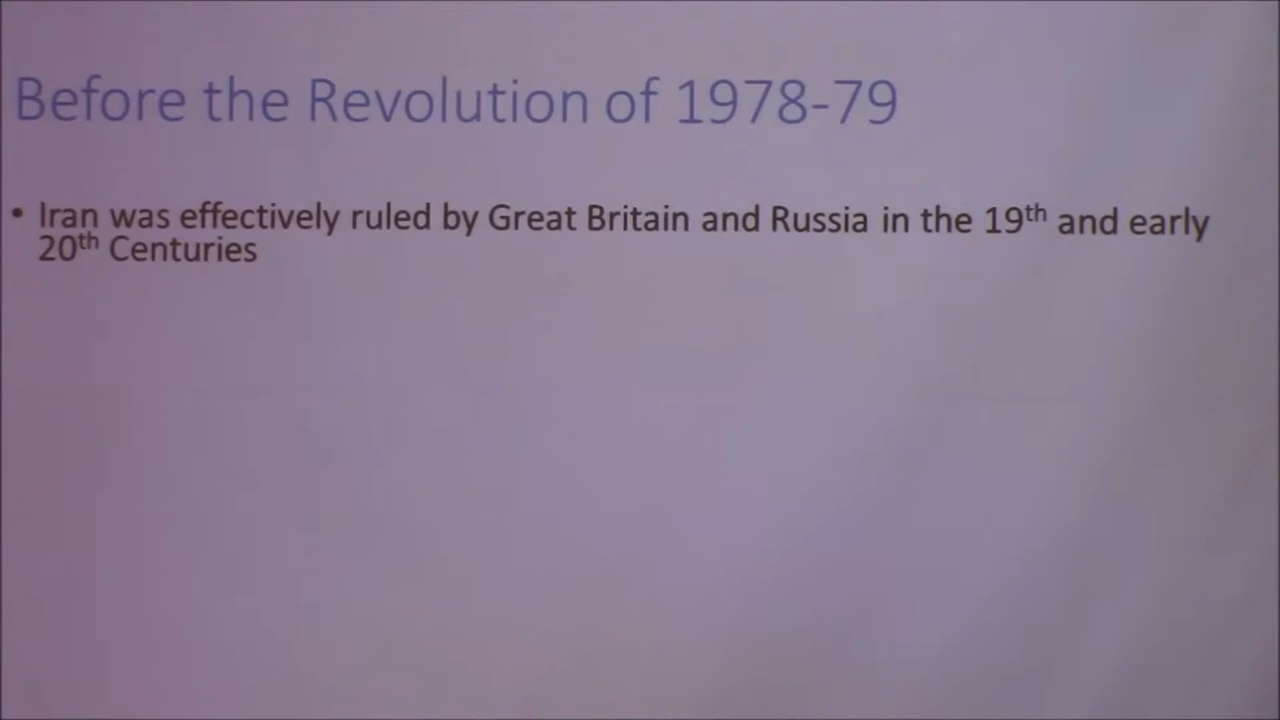 Before the Revolution of 1978-79
• Iran was effectively ruled by Great Britain and Russia in the 19th and early
20th Centuries